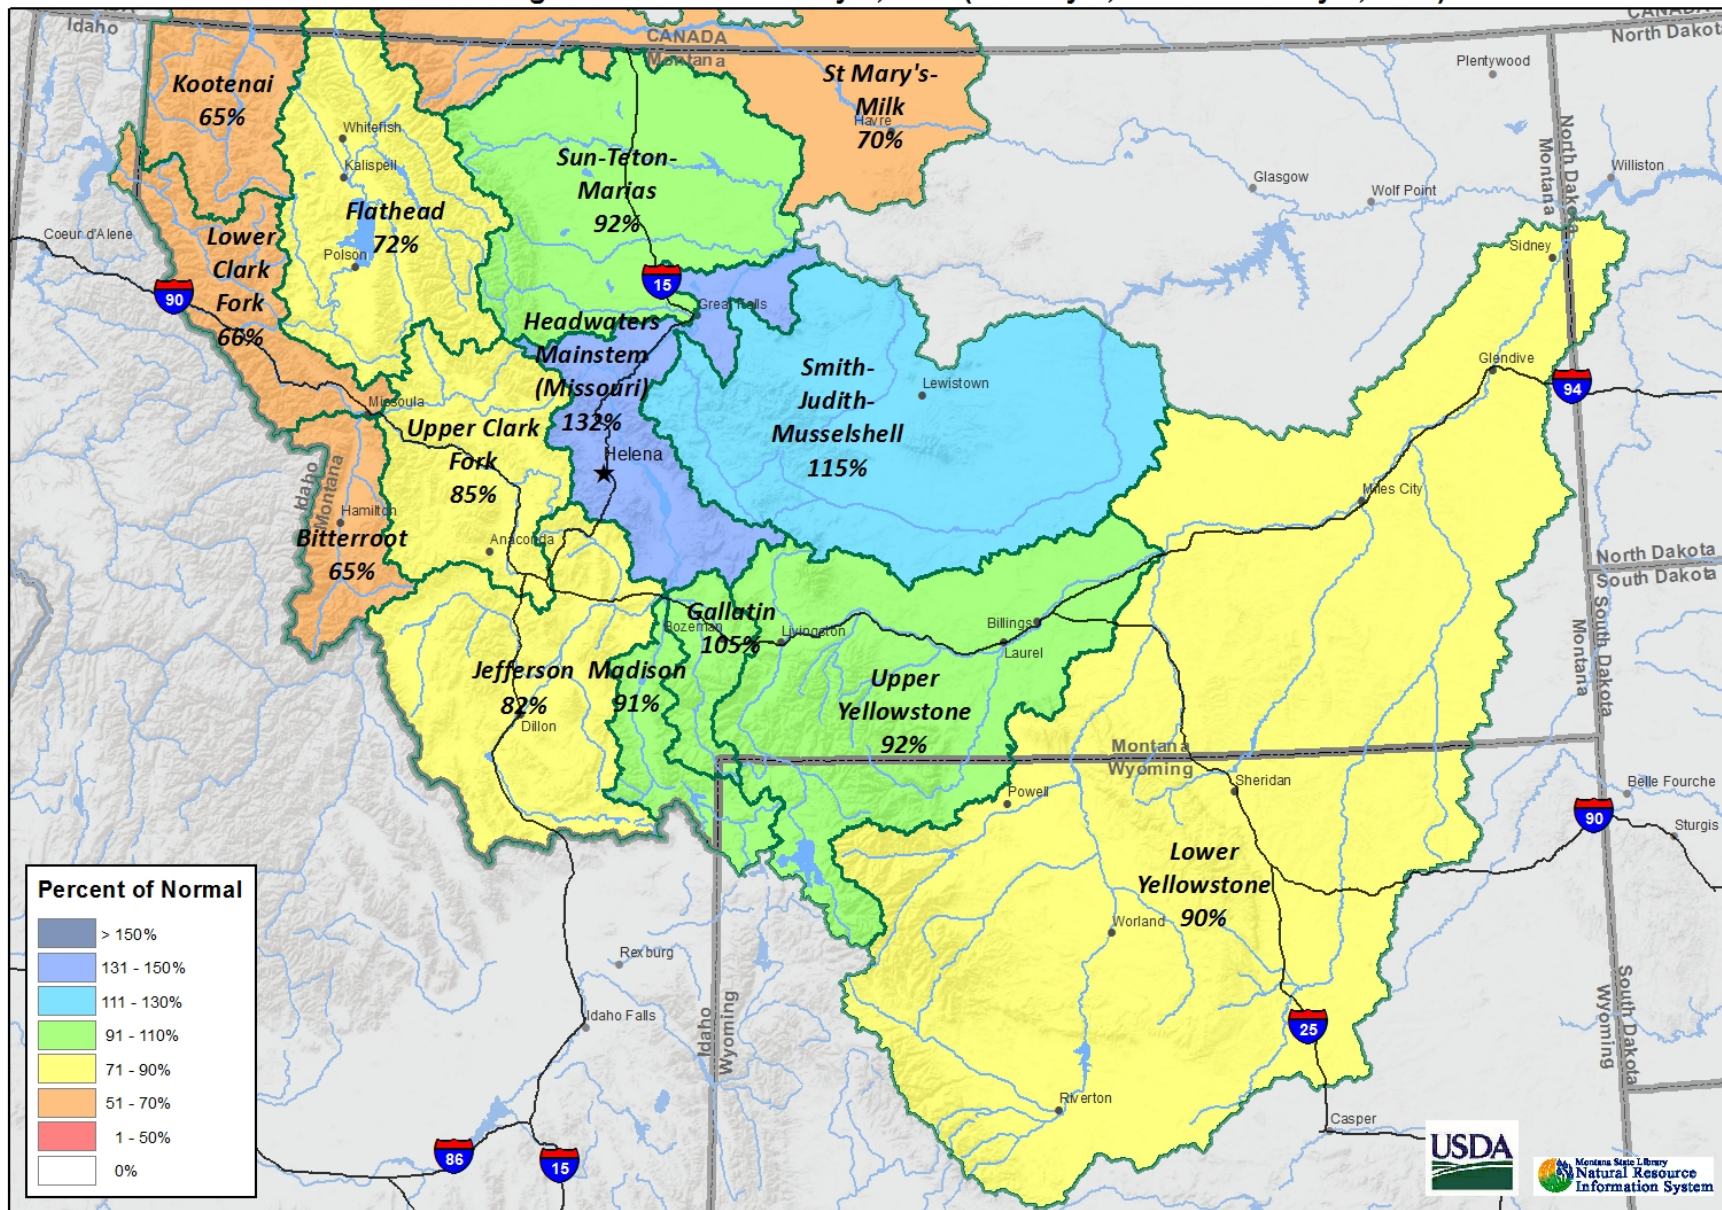 CANADA
Montana
Idaho
CANADA
North Dakota
Plentywood
Kootenai
65%
St Mary's-
Milk
70%
Havre
Whitefish
Kalispell
Sun-Teton-
Marias
92%
North Dakota
Montana
Williston
Glasgow
Wolf Point
Flathead
72%
Coeur d'Alene
Lower
Clark
Fork
66%
Polson
Sidney
90
15
Great Falls
Headwaters
Mainstem
(Missouri)
132%
Smith-
Judith-
Musselshell
115%
Lewistown
Glendive
94
Missoula
Upper Clark
Fork
85%
Helena
Idaho
Montana
Hamilton
Miles City
Bitterroot
65%
Anaconda
North Dakota
South Dakota
Gallatin
105%
Bozeman
Livingston
Billings
Laurel
Montana
South Dakota
Jefferson
82%
Dillon
Madison
91%
Upper
Yellowstone
92%
Montana
Wyoming
Powell
Sheridan
Belle Fourche
90
Sturgis
Lower
Yellowstone
90%
Worland
Percent of Normal
> 150%
131 - 150%
111 - 130%
91 - 110%
71 - 90%
51 - 70%
1 - 50%
0%
Rexburg
Idaho Falls
Idaho
Wyoming
South Dakota
Wyoming
25
Riverton
Casper
86
15
USDA
Montana State Library
Natural Resource
Information System